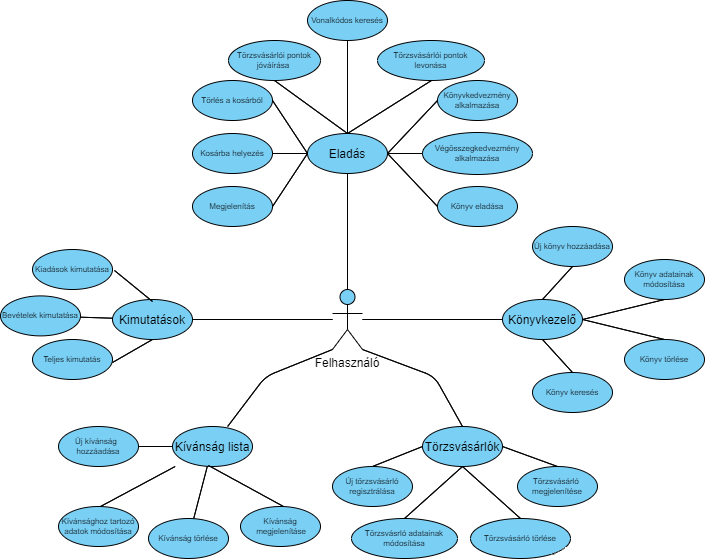 Vonalkódos keresés
Törzsvásárlói pontok
jóváírása
Törzsvásárlói pontok
levonása
Törlés a kosárból
Könyvkedvezmény
alkalmazása
Kosárba helyezés
Eladás
Végösszegkedvezmény
alkalmazása
Megjelenítés
Könyv eladása
Új könyv hozzáadása
Kiadások kimutatása
Könyv adatainak
módosítása
Bevételek kimutatása
Kimutatások
Könyvkezelő
Teljes kimutatás
Könyv törlése
Felhasználó
Könyv keresés
Új kívánság
hozzáadása
Kívánság lista
Törzsvásárlók
Új törzsvásárló
regisztrálása
Törzsvásárló
megjelenítése
Kívánsághoz tartozó
adatok módosítása
Kívánság törlése
Kívánság
megjelenítése
Törzsvásrló adatainak
módosítása
Törzsvásárló törlése